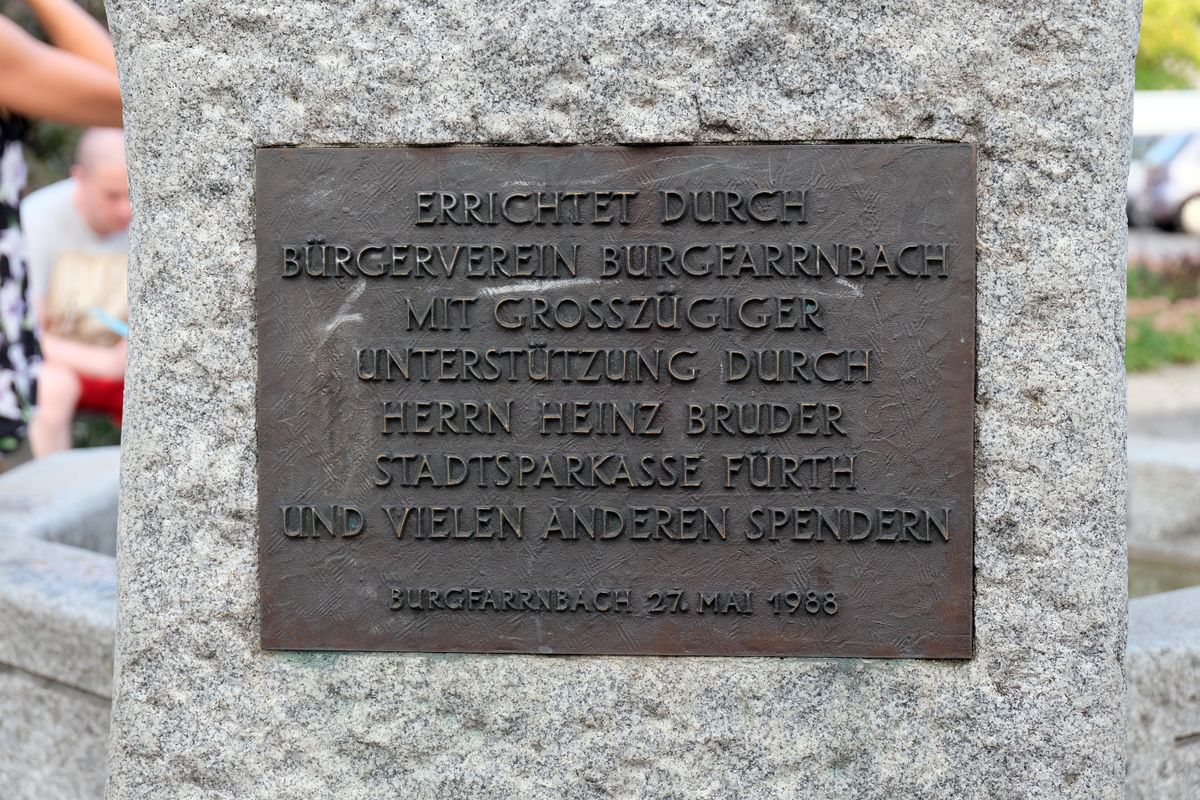 ERRICHTET DURCH
BÜRGERVEREIN BURGFARRNBACH
MIT GROSSZÜGIGER
UNTERSTÜTZUNG DURCH
HERRN HEINZ BRUDER
STADTSPARKASSE FÜRTH
UND VIELEN ANDEREN SPENDERN
BURGFARRNBACH 27. MAI 1988